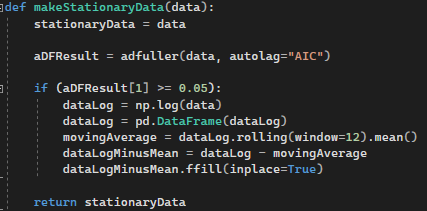 def makeStationaryData(data):
    stationaryData = data

    aDFResult = adfuller(data, autolag="AIC")

    if (aDFResult[1] >= 0.05):
        dataLog = np.log(data)
        dataLog = pd.DataFrame(dataLog)
        movingAverage = dataLog.rolling(window=12).mean()
        dataLogMinusMean = dataLog - movingAverage
        dataLogMinusMean.ffill(inplace=True)

    return stationaryData